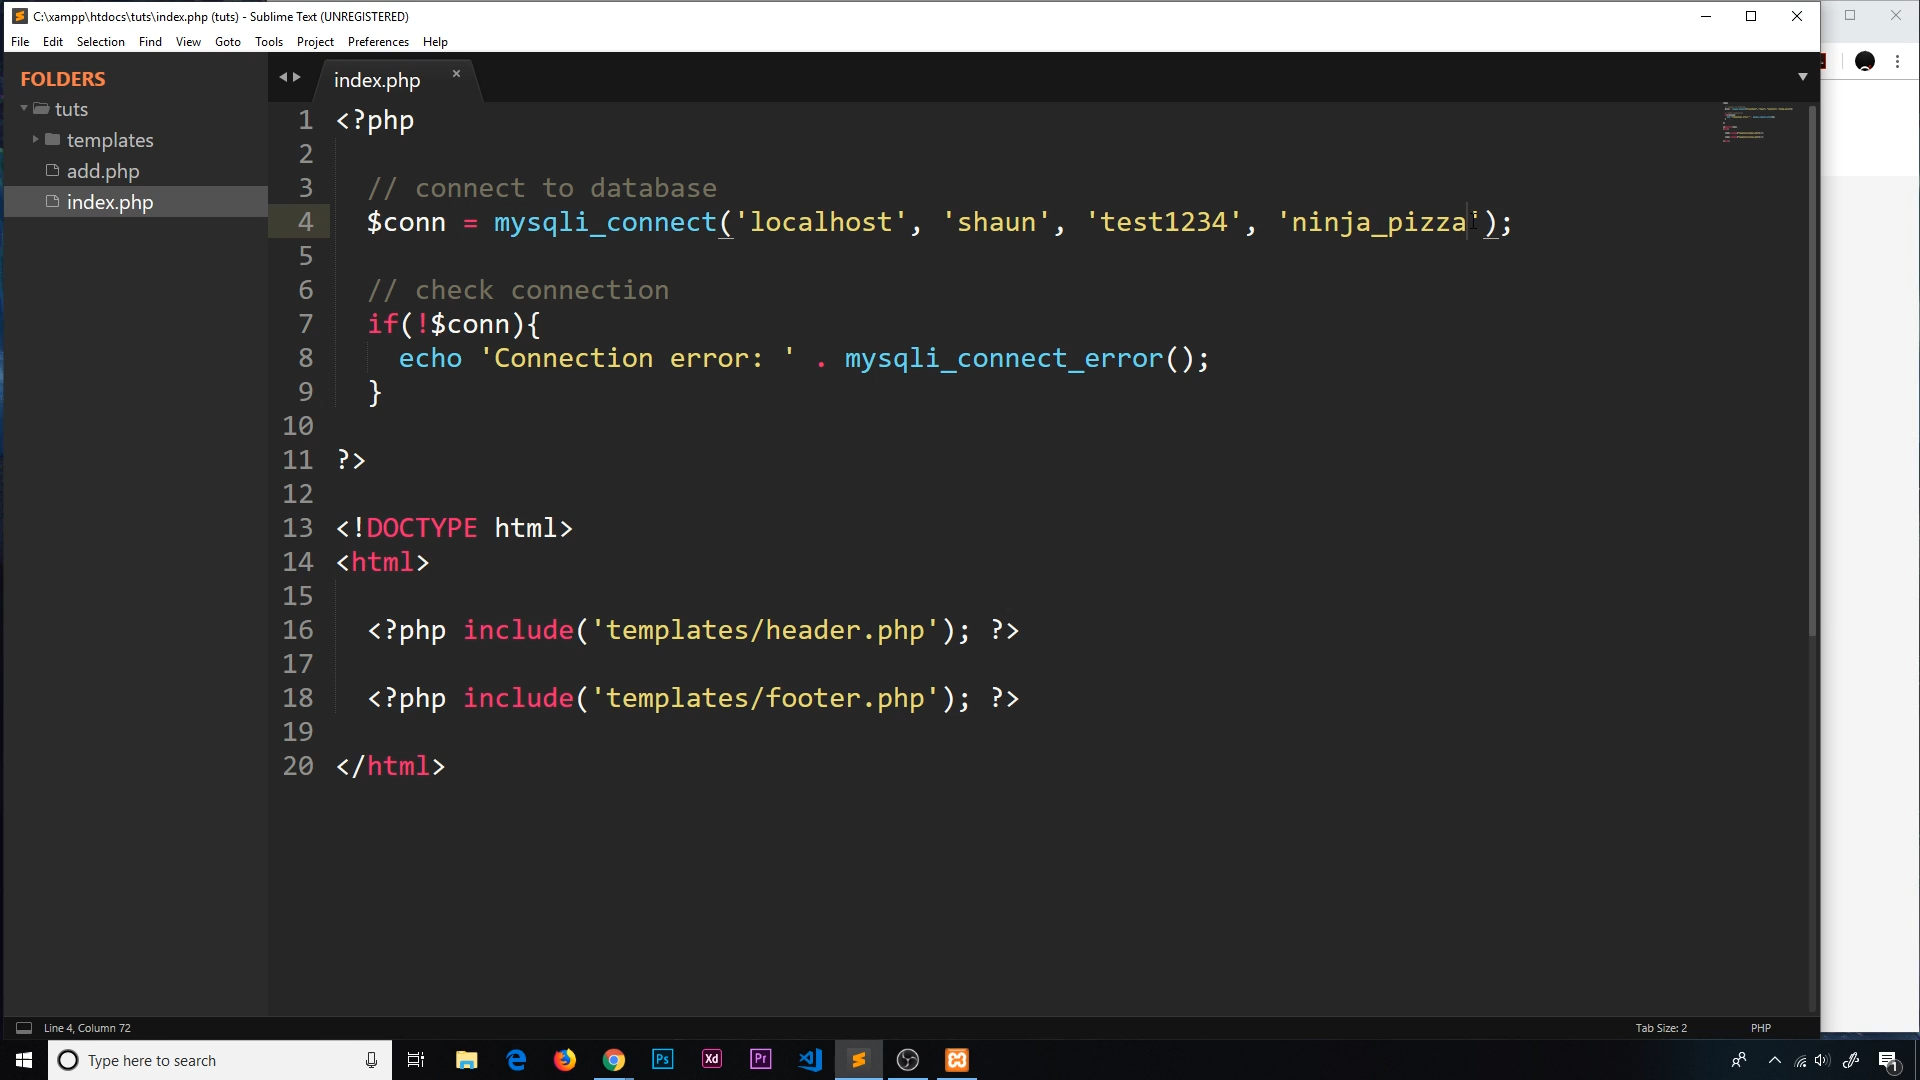 C:\xampp\htdocs\tuts\index.php (tuts) - Sublime Text (UNREGISTERED)
File Edit Selection Find View Goto Tools Project Preferences Help
FOLDERS
tuts
templates
add.php
index.php
index.php
1 <?php
2
3 // connect to database
4 $conn = mysqli_connect('localhost', 'shaun', 'test1234', 'ninja_pizza');
5
6 // check connection
7 if(!$conn){
8 echo 'Connection error: ' . mysqli_connect_error();
9 }
10
11 ?>
12
13 <!DOCTYPE html>
14 <html>
15
16 <?php include('templates/header.php'); ?>
17
18 <?php include('templates/footer.php'); ?>
19
20 </html>
Line 4, Column 72
Tab Size: 2
PHP
Type here to search
Ps
Xd
Pr
1